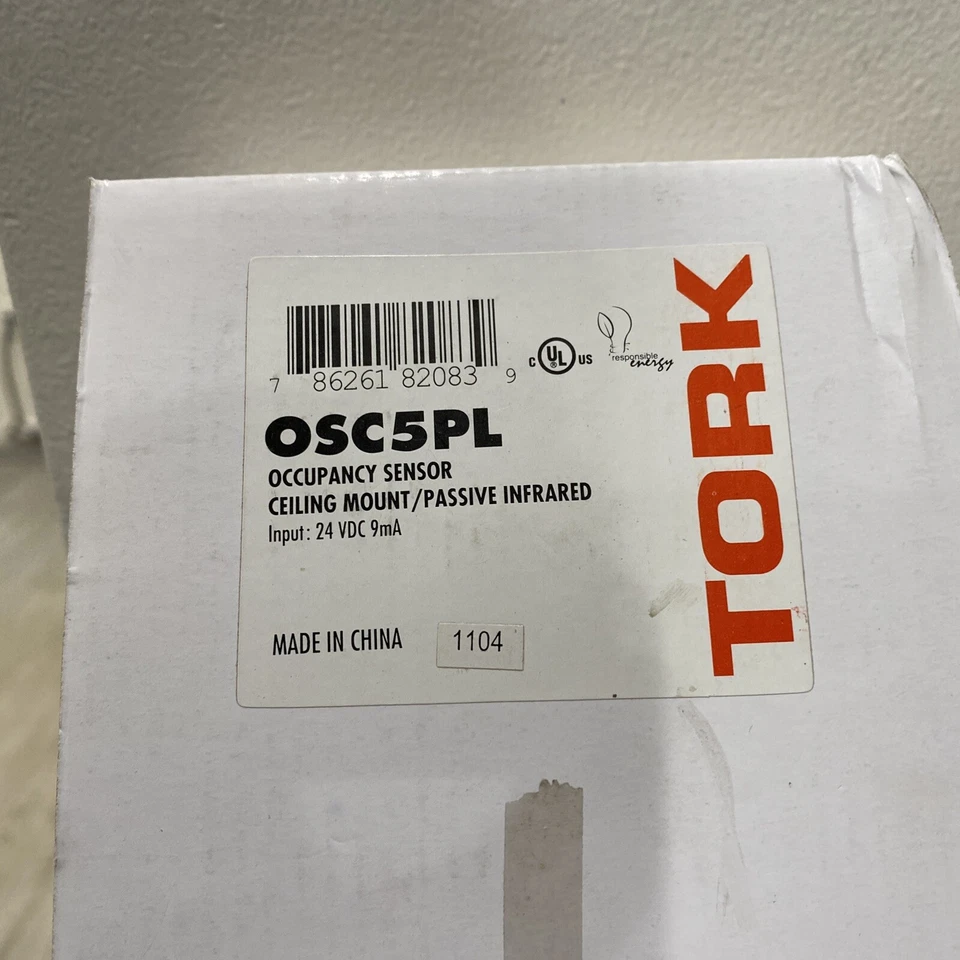 7 86261 82083 9
C UL ® US
responsible
energy
OSC5PL
OCCUPANCY SENSOR
CEILING MOUNT/PASSIVE INFRARED
Input: 24 VDC 9mA
MADE IN CHINA
1104
TORK